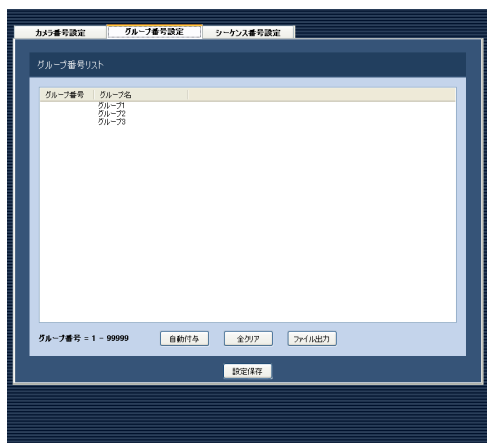 カメラ番号設定 グループ番号設定 シーケンス番号設定
グループ番号リスト
グループ番号 グループ名
グループ1
グループ2
グループ3
グループ番号 = 1 - 99999 自動付与 全クリア ファイル出力
設定保存